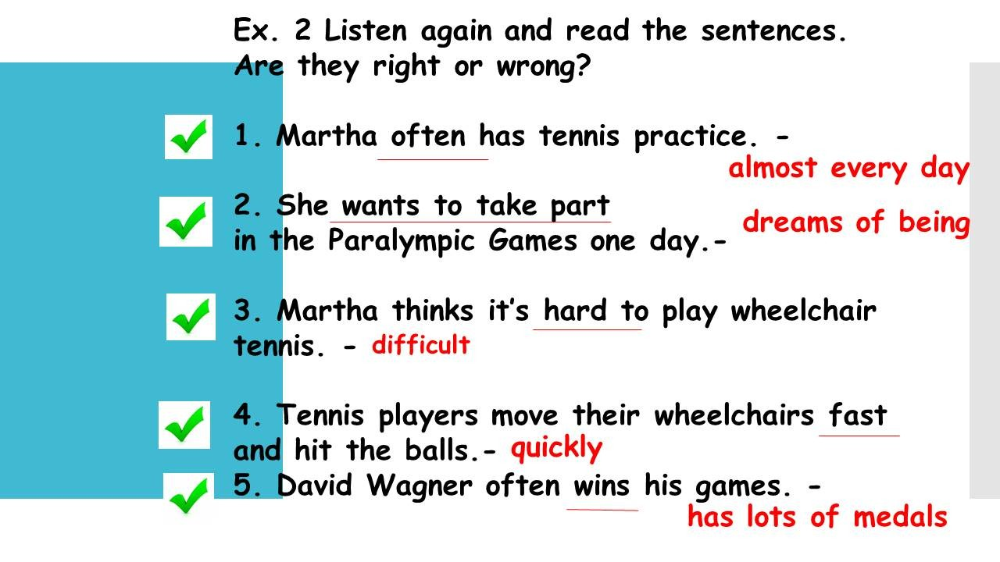 Ex. 2 Listen again and read the sentences.
Are they right or wrong?
1. Martha often has tennis practice. -
almost every day
2. She wants to take part
dreams of being
in the Paralympic Games one day.-
3. Martha thinks it's hard to play wheelchair
tennis. - difficult
4. Tennis players move their wheelchairs fast
and hit the balls.- quickly
5. David Wagner often wins his games. -
has lots of medals